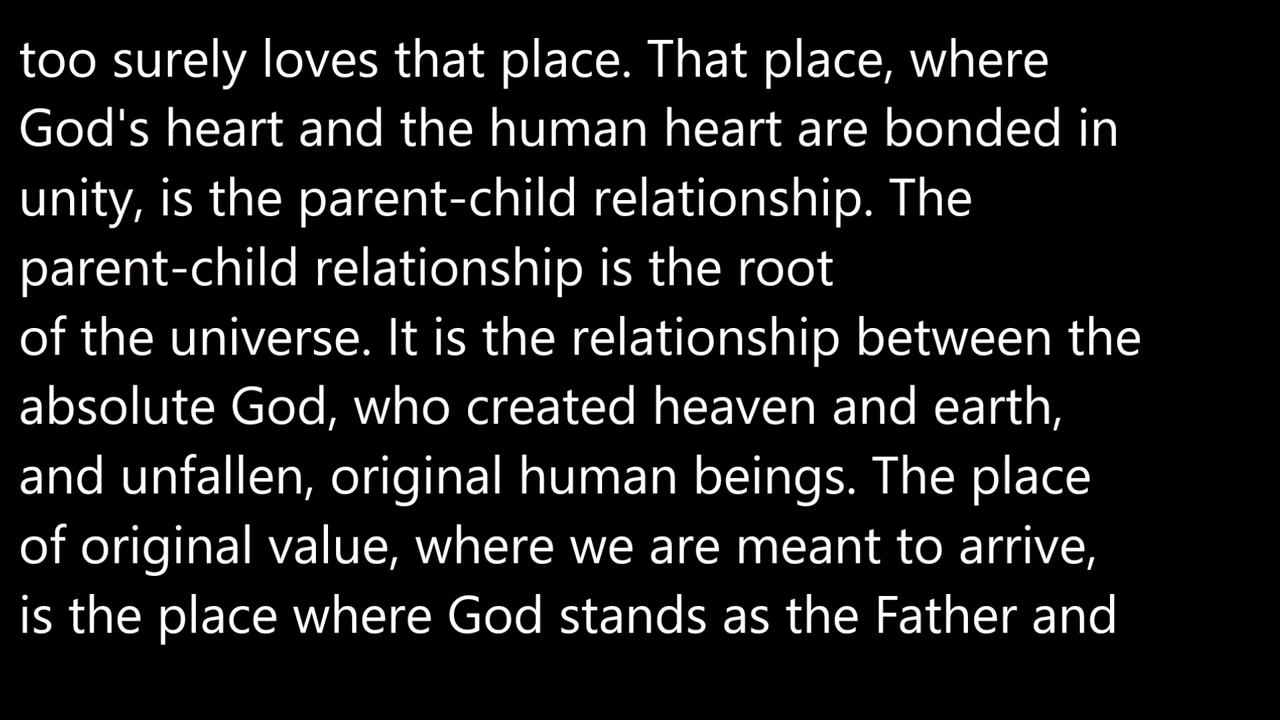 too surely loves that place. That place, where
God's heart and the human heart are bonded in
unity, is the parent-child relationship. The
parent-child relationship is the root
of the universe. It is the relationship between the
absolute God, who created heaven and earth,
and unfallen, original human beings. The place
of original value, where we are meant to arrive,
is the place where God stands as the Father and